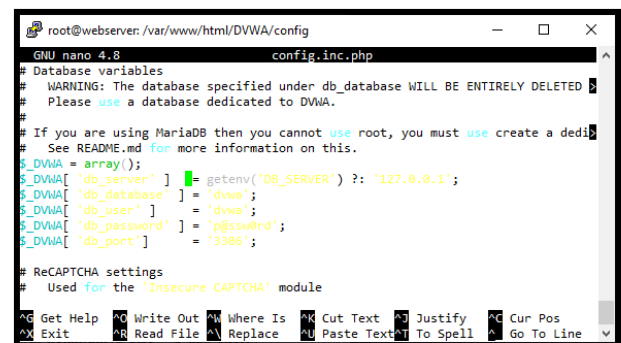 root@webserver: /var/www/html/DVWA/config
GNU nano 4.8 config.inc.php
# Database variables
#   WARNING: The database specified under db_database WILL BE ENTIRELY DELETED >
#   Please use a database dedicated to DVWA.
#
# If you are using MariaDB then you cannot use root, you must use create a dedi>
#   See README.md for more information on this.
$_DVWA = array();
$_DVWA[ 'db_server' ]  = getenv('DB_SERVER') ?: '127.0.0.1';
$_DVWA[ 'db_database' ] = 'dvwa';
$_DVWA[ 'db_user' ]     = 'dvwa';
$_DVWA[ 'db_password' ] = 'p@ssw0rd';
$_DVWA[ 'db_port']      = '3306';

# ReCAPTCHA settings
#   Used for the 'Insecure CAPTCHA' module

^G Get Help ^O Write Out ^W Where Is ^K Cut Text ^J Justify ^C Cur Pos
^X Exit ^R Read File ^\ Replace ^U Paste Text ^T To Spell ^_ Go To Line